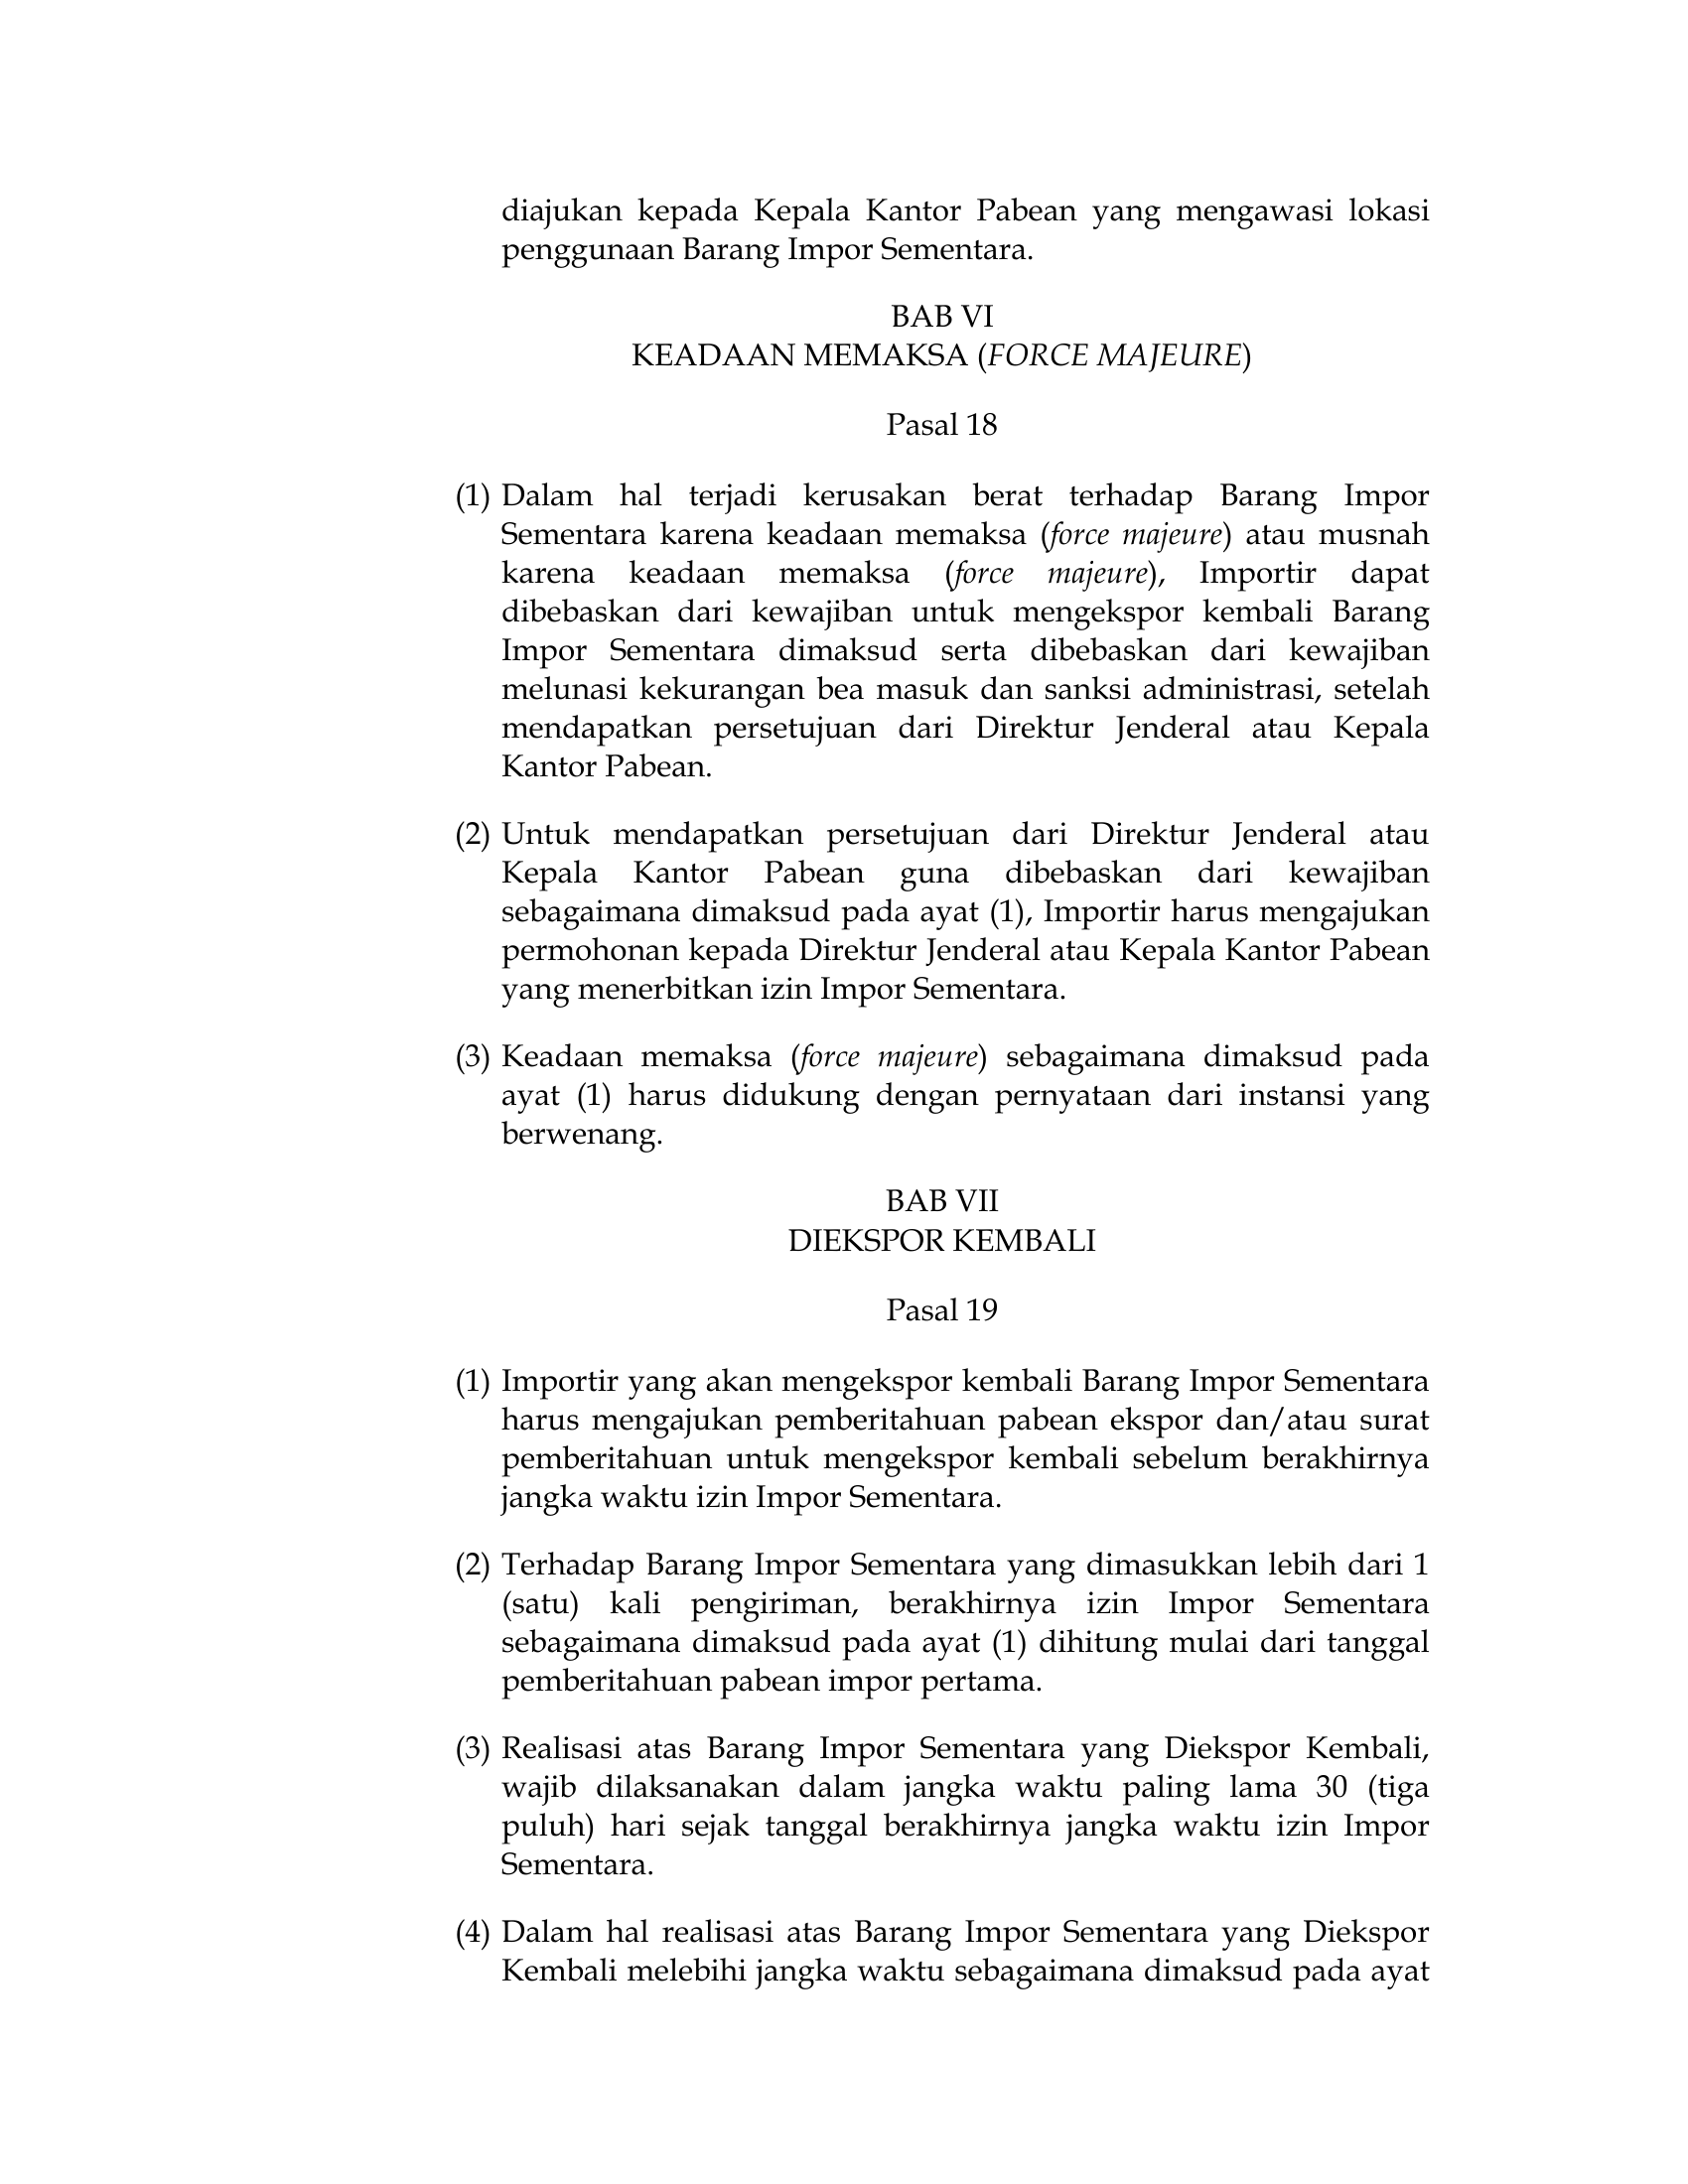 diajukan kepada Kepala Kantor Pabean yang mengawasi lokasi
penggunaan Barang Impor Sementara.
BAB VI
KEADAAN MEMAKSA (FORCE MAJEURE)
Pasal 18
(1) Dalam hal terjadi kerusakan berat terhadap Barang Impor
Sementara karena keadaan memaksa (force majeure) atau musnah
karena keadaan memaksa (force majeure), Importir dapat
dibebaskan dari kewajiban untuk mengekspor kembali Barang
Impor Sementara dimaksud serta dibebaskan dari kewajiban
melunasi kekurangan bea masuk dan sanksi administrasi, setelah
mendapatkan persetujuan dari Direktur Jenderal atau Kepala
Kantor Pabean.
(2) Untuk mendapatkan persetujuan dari Direktur Jenderal atau
Kepala Kantor Pabean guna dibebaskan dari kewajiban
sebagaimana dimaksud pada ayat (1), Importir harus mengajukan
permohonan kepada Direktur Jenderal atau Kepala Kantor Pabean
yang menerbitkan izin Impor Sementara.
(3) Keadaan memaksa (force majeure) sebagaimana dimaksud pada
ayat (1) harus didukung dengan pernyataan dari instansi yang
berwenang.
BAB VII
DIEKSPOR KEMBALI
Pasal 19
(1) Importir yang akan mengekspor kembali Barang Impor Sementara
harus mengajukan pemberitahuan pabean ekspor dan/atau surat
pemberitahuan untuk mengekspor kembali sebelum berakhirnya
jangka waktu izin Impor Sementara.
(2) Terhadap Barang Impor Sementara yang dimasukkan lebih dari 1
(satu) kali pengiriman, berakhirnya izin Impor Sementara
sebagaimana dimaksud pada ayat (1) dihitung mulai dari tanggal
pemberitahuan pabean impor pertama.
(3) Realisasi atas Barang Impor Sementara yang Diekspor Kembali,
wajib dilaksanakan dalam jangka waktu paling lama 30 (tiga
puluh) hari sejak tanggal berakhirnya jangka waktu izin Impor
Sementara.
(4) Dalam hal realisasi atas Barang Impor Sementara yang Diekspor
Kembali melebihi jangka waktu sebagaimana dimaksud pada ayat